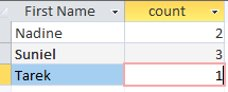 First Name count
Nadine 2
Suniel 3
Tarek 1